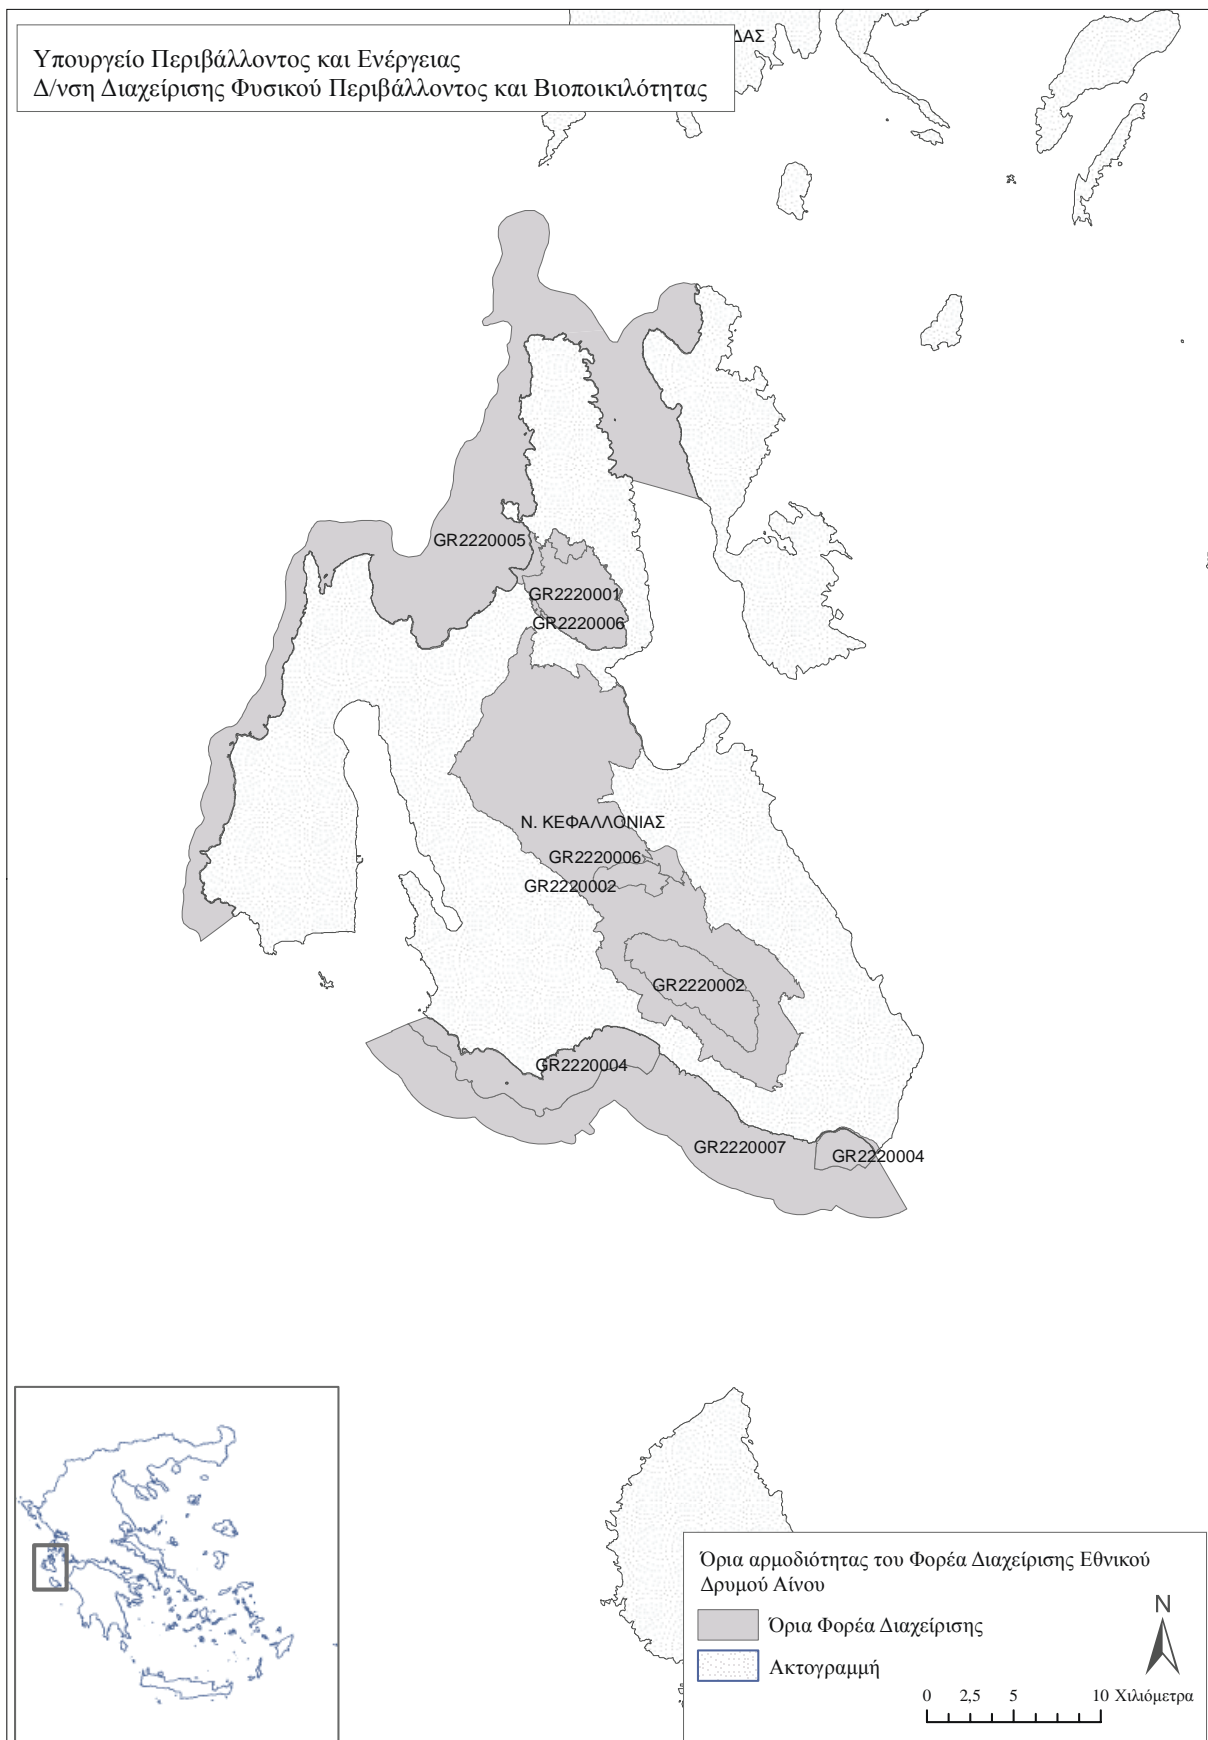 ΔΑΣ
Υπουργείο Περιβάλλοντος και Ενέργειας
Δ/νση Διαχείρισης Φυσικού Περιβάλλοντος και Βιοποικιλότητας
GR2220005
GR2220001
GR2220006
Ν. ΚΕΦΑΛΛΟΝΙΑΣ
GR2220006
GR2220002
GR2220002
GR2220004
GR2220007
GR2220004
Όρια αρμοδιότητας του Φορέα Διαχείρισης Εθνικού
Δρυμού Αίνου
Όρια Φορέα Διαχείρισης
Ακτογραμμή
N
0 2,5 5 10 Χιλιόμετρα